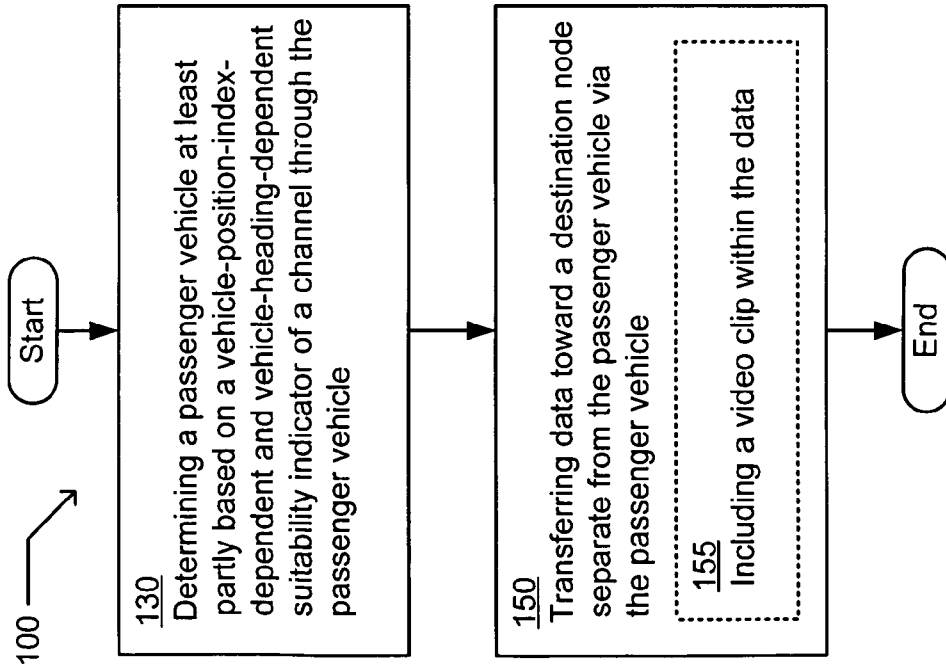 100
Start
130
Determining a passenger vehicle at least
partly based on a vehicle-position-index-
dependent and vehicle-heading-dependent
suitability indicator of a channel through the
passenger vehicle
150
Transferring data toward a destination node
separate from the passenger vehicle via
the passenger vehicle
155
Including a video clip within the data
End